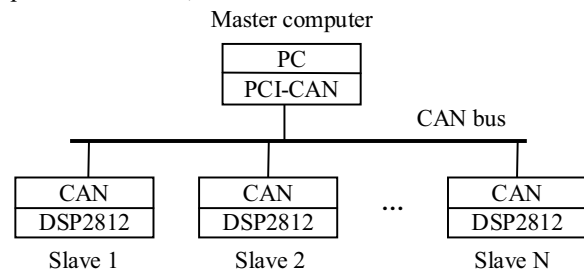 Master computer
PC
PCI-CAN
CAN bus
CAN CAN ... CAN
DSP2812 DSP2812 DSP2812
Slave 1 Slave 2 Slave N